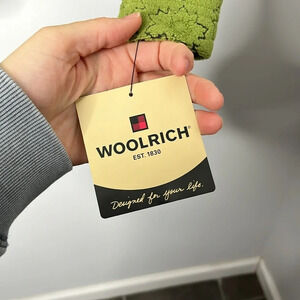 WOOLRICH®
EST. 1830
Designed for your life.